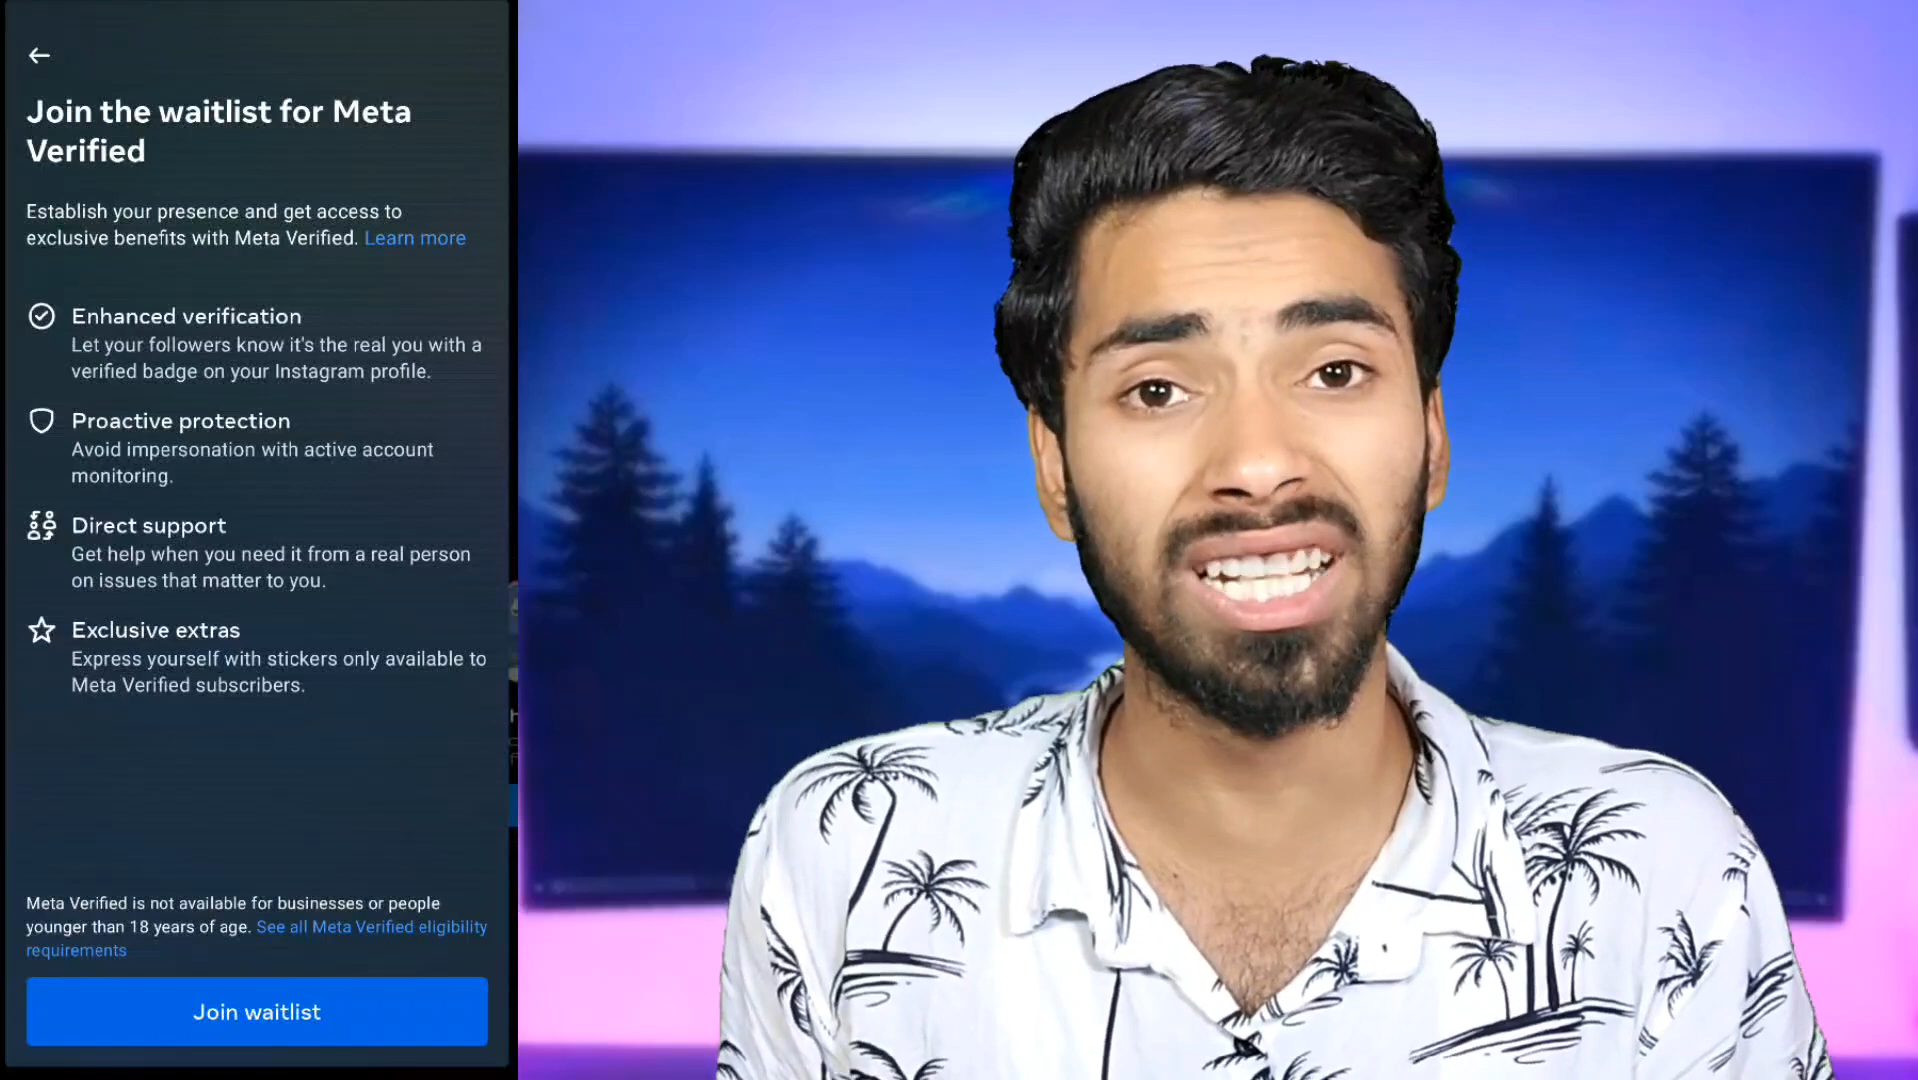 Join the waitlist for Meta
Verified
Establish your presence and get access to
exclusive benefits with Meta Verified. Learn more
Enhanced verification
Let your followers know it's the real you with a
verified badge on your Instagram profile.
Proactive protection
Avoid impersonation with active account
monitoring.
Direct support
Get help when you need it from a real person
on issues that matter to you.
Exclusive extras
Express yourself with stickers only available to
Meta Verified subscribers.
Meta Verified is not available for businesses or people
younger than 18 years of age. See all Meta Verified eligibility
requirements
Join waitlist